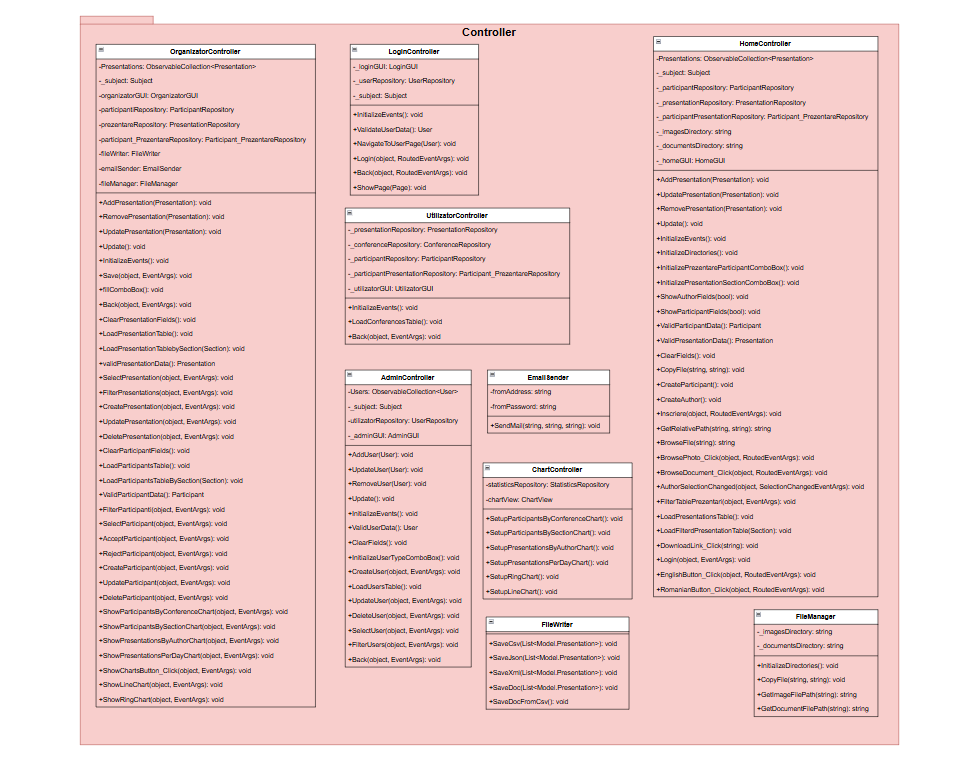 Controller
OrganizatorController
-Presentations: ObservableCollection<Presentation>
-_subject: Subject
-organizatorGUI: OrganizatorGUI
-participantiRepository: ParticipantRepository
-prezentareRepository: PresentationRepository
-participant_PrezentareRepository: Participant_PrezentareRepository
-fileWriter: FileWriter
-emailSender: EmailSender
-fileManager: FileManager
+AddPresentation(Presentation): void
+RemovePresentation(Presentation): void
+UpdatePresentation(Presentation): void
+Update(): void
+InitializeEvents(): void
+Save(object, EventArgs): void
+fillComboBox(): void
+Back(object, EventArgs): void
+ClearPresentationFields(): void
+LoadPresentationTable(): void
+LoadPresentationTablebySection(Section): void
+validPresentationData(): Presentation
+SelectPresentation(object, EventArgs): void
+FilterPresentations(object, EventArgs): void
+CreatePresentation(object, EventArgs): void
+UpdatePresentation(object, EventArgs): void
+DeletePresentation(object, EventArgs): void
+ClearParticipantFields(): void
+LoadParticipantsTable(): void
+LoadParticipantsTableBySection(Section): void
+ValidParticipantData(): Participant
+FilterParticipanti(object, EventArgs): void
+SelectParticipant(object, EventArgs): void
+AcceptParticipant(object, EventArgs): void
+RejectParticipant(object, EventArgs): void
+CreateParticipant(object, EventArgs): void
+UpdateParticipant(object, EventArgs): void
+DeleteParticipant(object, EventArgs): void
+ShowParticipantsByConferenceChart(object, EventArgs): void
+ShowParticipantsBySectionChart(object, EventArgs): void
+ShowPresentationsByAuthorChart(object, EventArgs): void
+ShowPresentationsPerDayChart(object, EventArgs): void
+ShowChartsButton_Click(object, EventArgs): void
+ShowLineChart(object, EventArgs): void
+ShowRingChart(object, EventArgs): void
LoginController
-_loginGUI: LoginGUI
-_userRepository: UserRepository
-_subject: Subject
+InitializeEvents(): void
+ValidateUserData(): User
+NavigateToUserPage(User): void
+Login(object, RoutedEventArgs): void
+Back(object, RoutedEventArgs): void
+ShowPage(Page): void
UtilizatorController
-_presentationRepository: PresentationRepository
-_conferenceRepository: ConferenceRepository
-_participantRepository: ParticipantRepository
-_participantPresentationRepository: Participant_PrezentareRepository
-_utilizatorGUI: UtilizatorGUI
+InitializeEvents(): void
+LoadConferencesTable(): void
+Back(object, EventArgs): void
AdminController
-Users: ObservableCollection<User>
-_subject: Subject
-utilizatorRepository: UserRepository
-_adminGUI: AdminGUI
+AddUser(User): void
+UpdateUser(User): void
+RemoveUser(User): void
+Update(): void
+InitializeEvents(): void
+ValidUserData(): User
+ClearFields(): void
+InitializeUserTypeComboBox(): void
+CreateUser(object, EventArgs): void
+LoadUsersTable(): void
+UpdateUser(object, EventArgs): void
+DeleteUser(object, EventArgs): void
+SelectUser(object, EventArgs): void
+FilterUsers(object, EventArgs): void
+Back(object, EventArgs): void
EmailSender
-fromAddress: string
-fromPassword: string
+SendMail(string, string, string): void
ChartController
-statisticsRepository: StatisticsRepository
-chartView: ChartView
+SetupParticipantsByConferenceChart(): void
+SetupParticipantsBySectionChart(): void
+SetupPresentationsByAuthorChart(): void
+SetupPresentationsPerDayChart(): void
+SetupRingChart(): void
+SetupLineChart(): void
FileWriter
+SaveCsv(List<Model.Presentation>): void
+SaveJson(List<Model.Presentation>): void
+SaveXml(List<Model.Presentation>): void
+SaveDoc(List<Model.Presentation>): void
+SaveDocFromCsv(): void
HomeController
-Presentations: ObservableCollection<Presentation>
-_subject: Subject
-_participantRepository: ParticipantRepository
-_presentationRepository: PresentationRepository
-_participantPresentationRepository: Participant_PrezentareRepository
-_imagesDirectory: string
-_documentsDirectory: string
-_homeGUI: HomeGUI
+AddPresentation(Presentation): void
+UpdatePresentation(Presentation): void
+RemovePresentation(Presentation): void
+Update(): void
+InitializeEvents(): void
+InitializeDirectories(): void
+InitializePrezentareParticipantComboBox(): void
+InitializePresentationSectionComboBox(): void
+ShowAuthorFields(bool): void
+ShowParticipantFields(bool): void
+ValidParticipantData(): Participant
+ValidPresentationData(): Presentation
+ClearFields(): void
+CopyFile(string, string): void
+CreateParticipant(): void
+CreateAuthor(): void
+Inscriere(object, RoutedEventArgs): void
+GetRelativePath(string, string): string
+BrowseFile(string): string
+BrowsePhoto_Click(object, RoutedEventArgs): void
+BrowseDocument_Click(object, RoutedEventArgs): void
+AuthorSelectionChanged(object, SelectionChangedEventArgs): void
+FilterTablePrezentari(object, EventArgs): void
+LoadPresentationsTable(): void
+LoadFilterdPresentationTable(Section): void
+DownloadLink_Click(string): void
+Login(object, EventArgs): void
+EnglishButton_Click(object, RoutedEventArgs): void
+RomanianButton_Click(object, RoutedEventArgs): void
FileManager
-_imagesDirectory: string
-_documentsDirectory: string
+InitializeDirectories(): void
+CopyFile(string, string): void
+GetImageFilePath(string): string
+GetDocumentFilePath(string): string